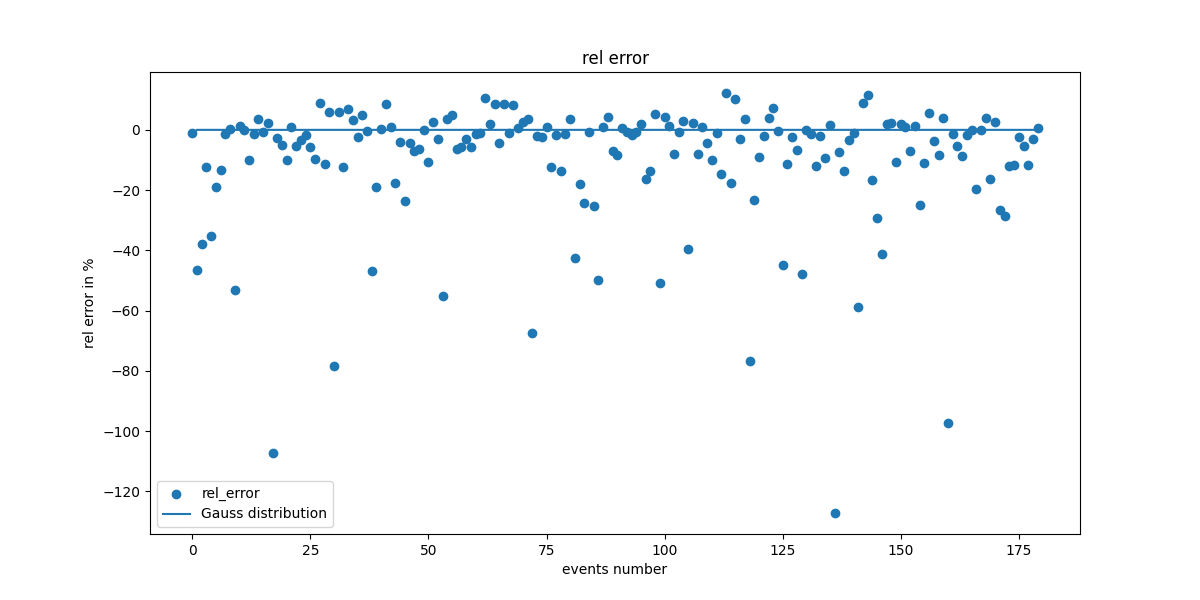 rel error
0
−20
−40
−60
−80
−100
−120
rel error in %
rel_error
Gauss distribution
0 25 50 75 100 125 150 175
events number